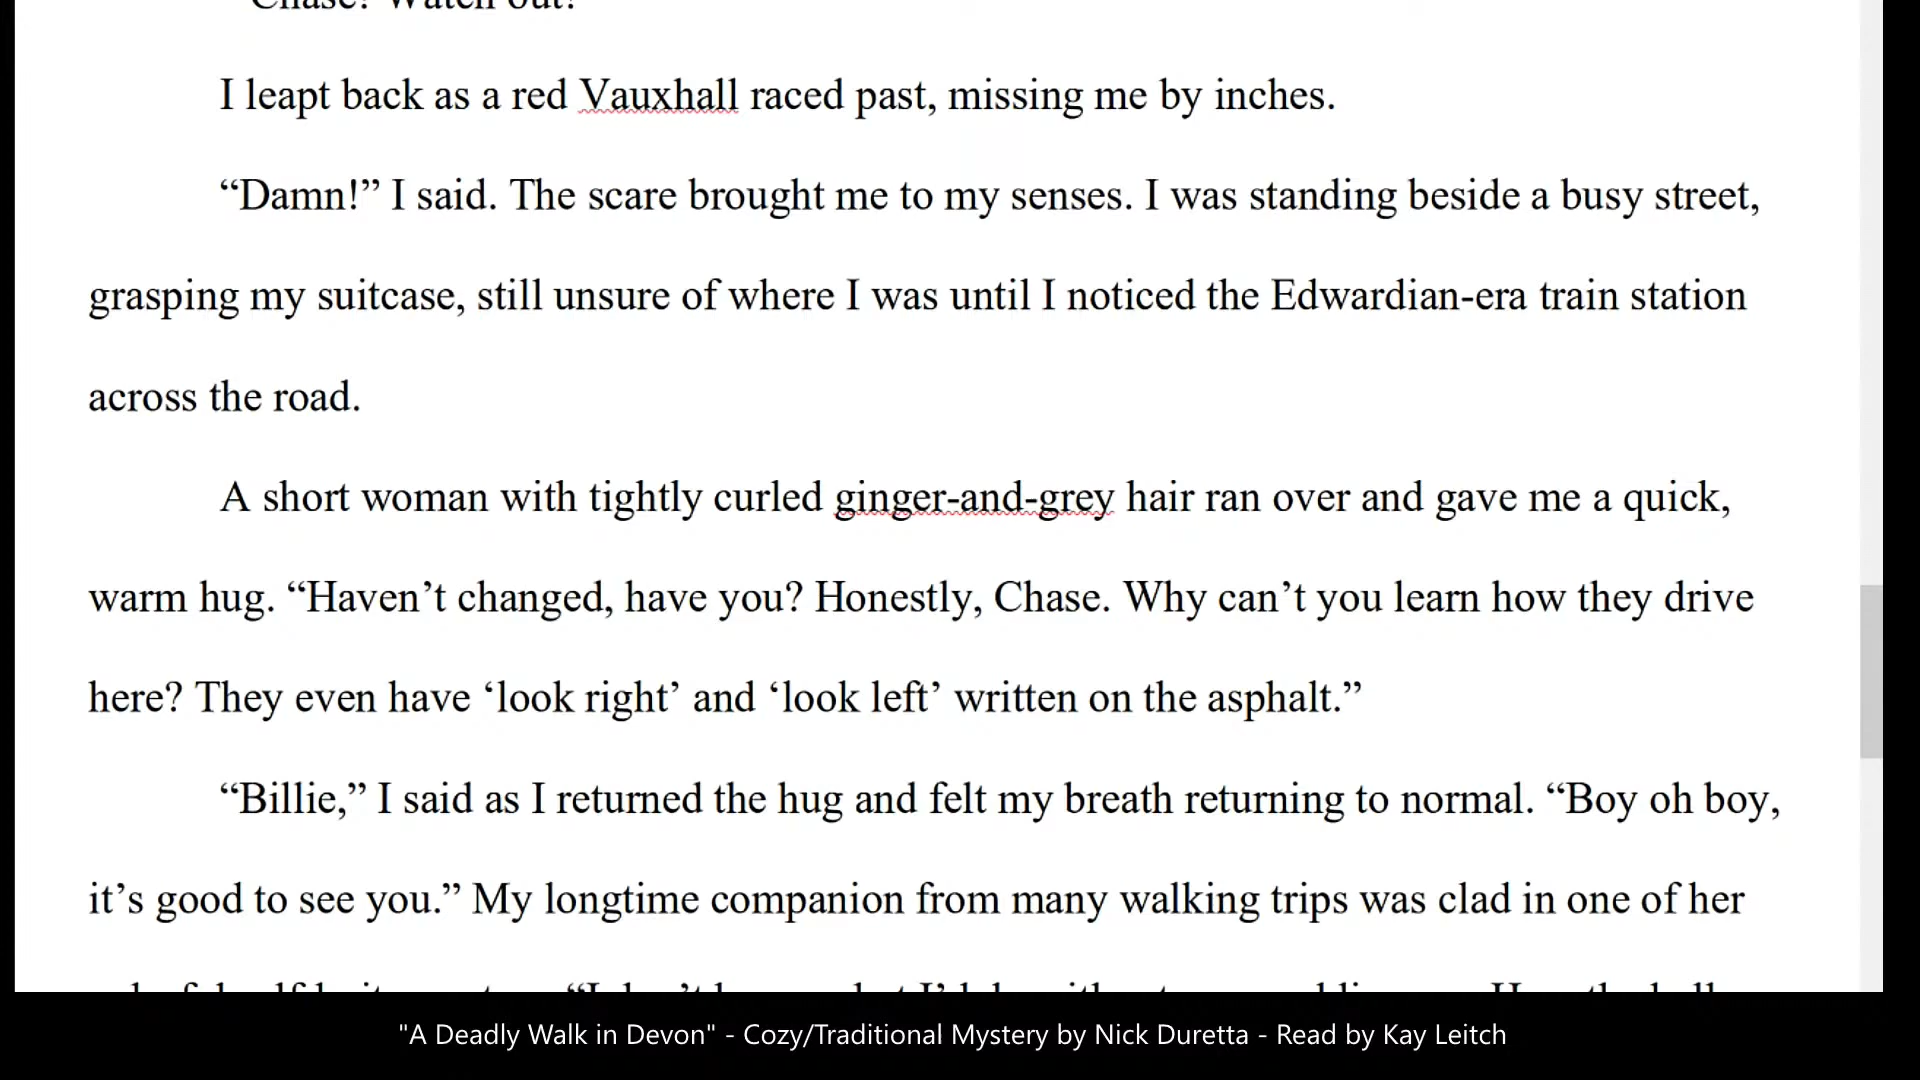 Chase! Watch out!
I leapt back as a red Vauxhall raced past, missing me by inches.
“Damn!” I said. The scare brought me to my senses. I was standing beside a busy street,
grasping my suitcase, still unsure of where I was until I noticed the Edwardian-era train station
across the road.
A short woman with tightly curled ginger-and-grey hair ran over and gave me a quick,
warm hug. “Haven’t changed, have you? Honestly, Chase. Why can’t you learn how they drive
here? They even have ‘look right’ and ‘look left’ written on the asphalt.”
“Billie,” I said as I returned the hug and felt my breath returning to normal. “Boy oh boy,
it’s good to see you.” My longtime companion from many walking trips was clad in one of her
"A Deadly Walk in Devon" - Cozy/Traditional Mystery by Nick Duretta - Read by Kay Leitch